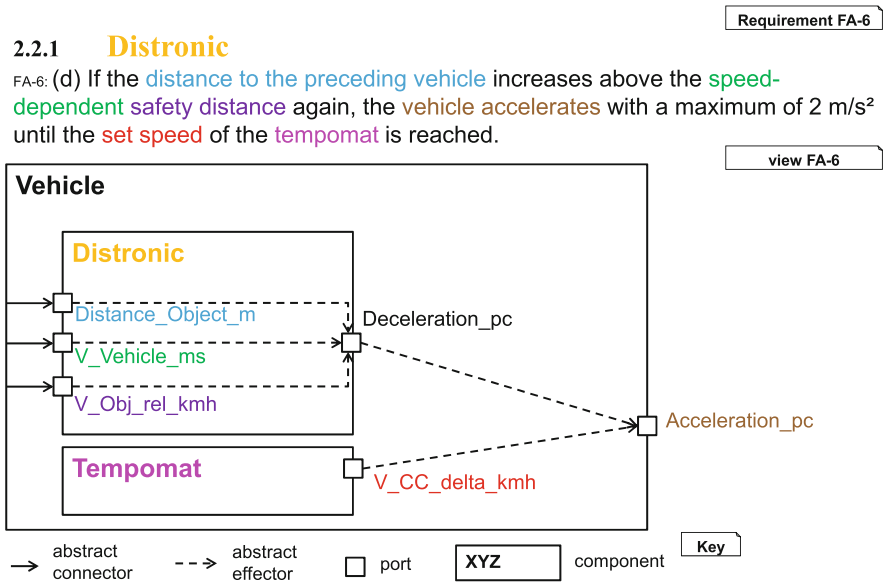 Requirement FA-6
2.2.1 Distronic
FA-6: (d) If the distance to the preceding vehicle increases above the speed-
dependent safety distance again, the vehicle accelerates with a maximum of 2 m/s²
until the set speed of the tempomat is reached.
view FA-6
Vehicle
Distronic
Distance_Object_m
Deceleration_pc
V_Vehicle_ms
V_Obj_rel_kmh
Acceleration_pc
Tempomat
V_CC_delta_kmh
Key
abstract
connector
abstract
effector
port
XYZ
component